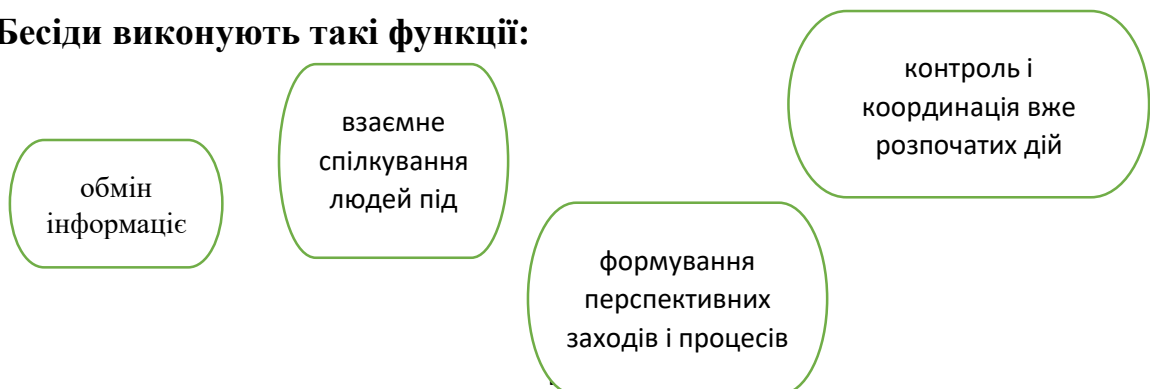 Бесіди виконують такі функції:
обмін
інформаціє
взаємне
спілкування
людей під
формування
перспективних
заходів і процесів
контроль і
координація вже
розпочатих дій